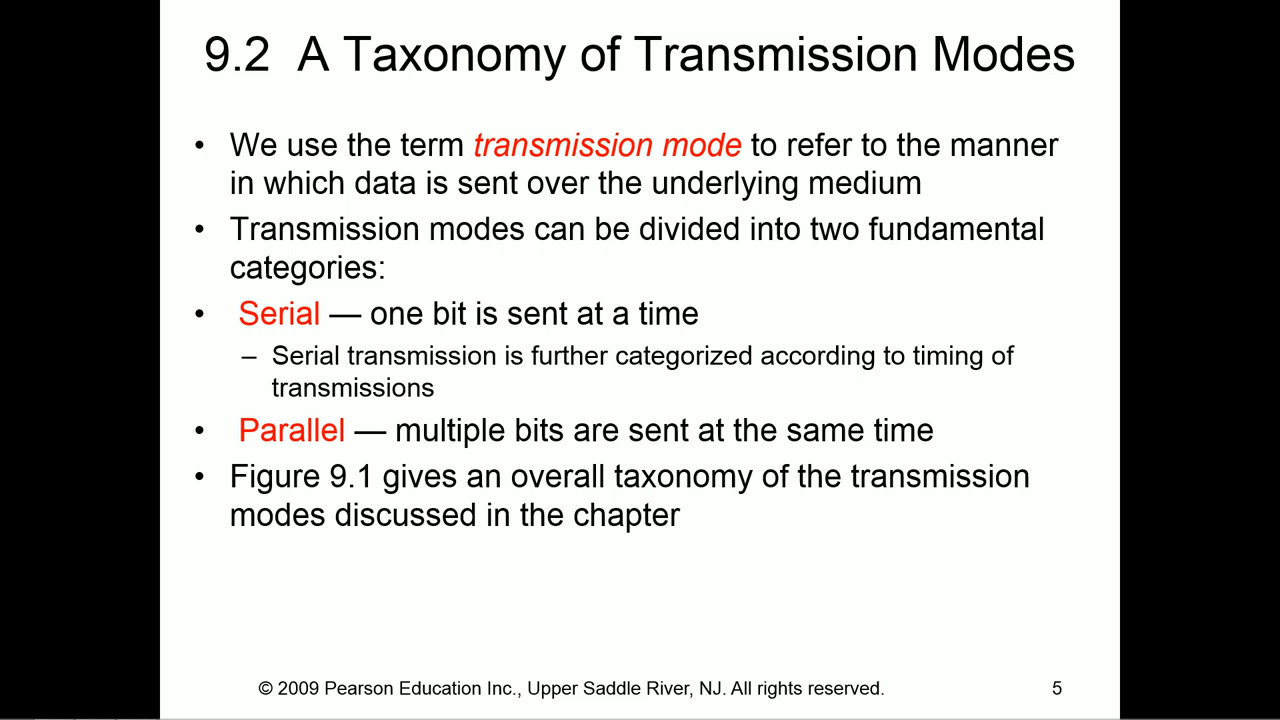 9.2 A Taxonomy of Transmission Modes
• We use the term transmission mode to refer to the manner
in which data is sent over the underlying medium
• Transmission modes can be divided into two fundamental
categories:
• Serial — one bit is sent at a time
– Serial transmission is further categorized according to timing of
transmissions
• Parallel — multiple bits are sent at the same time
• Figure 9.1 gives an overall taxonomy of the transmission
modes discussed in the chapter
© 2009 Pearson Education Inc., Upper Saddle River, NJ. All rights reserved.
5